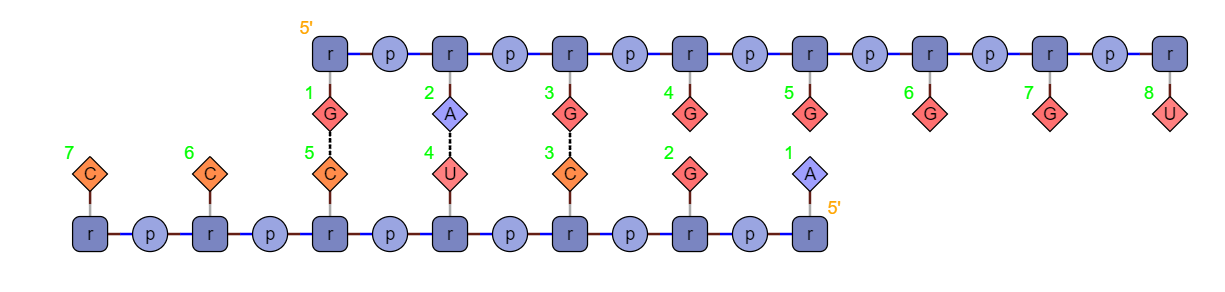 5'
r p r p r p r p r p r p r p r
1 2 3 4 5 6 7 8
G A G G G G G U
7 6 5 4 3 2 1
C C C U C G A
5'
r p r p r p r p r p r p r